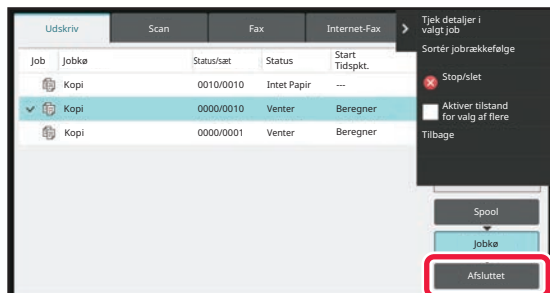 Udskriv Scan Fax Internet-Fax
Job Jobkø Status/sæt Status Start Tidspkt.
Kopi 0010/0010 Intet Papir ---
Kopi 0000/0010 Venter Beregner
Kopi 0000/0001 Venter Beregner
Tjek detaljer i
valgt job
Sortér jobrækkefølge
Stop/slet
Aktiver tilstand
for valg af flere
Tilbage
Spool
Jobkø
Afsluttet